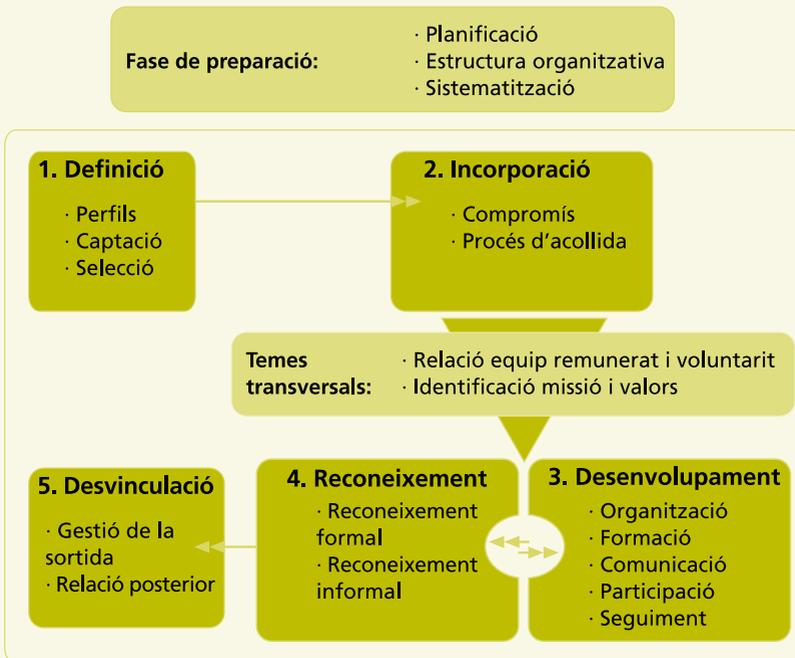 Fase de preparació:
· Planificació
· Estructura organitzativa
· Sistematització
1. Definició
· Perfils
· Captació
· Selecció
2. Incorporació
· Compromís
· Procés d’acollida
Temes
transversals:
· Relació equip remunerat i voluntarit
· Identificació missió i valors
3. Desenvolupament
· Organització
· Formació
· Comunicació
· Participació
· Seguiment
4. Reconeixement
· Reconeixement
formal
· Reconeixement
informal
5. Desvinculació
· Gestió de la
sortida
· Relació posterior